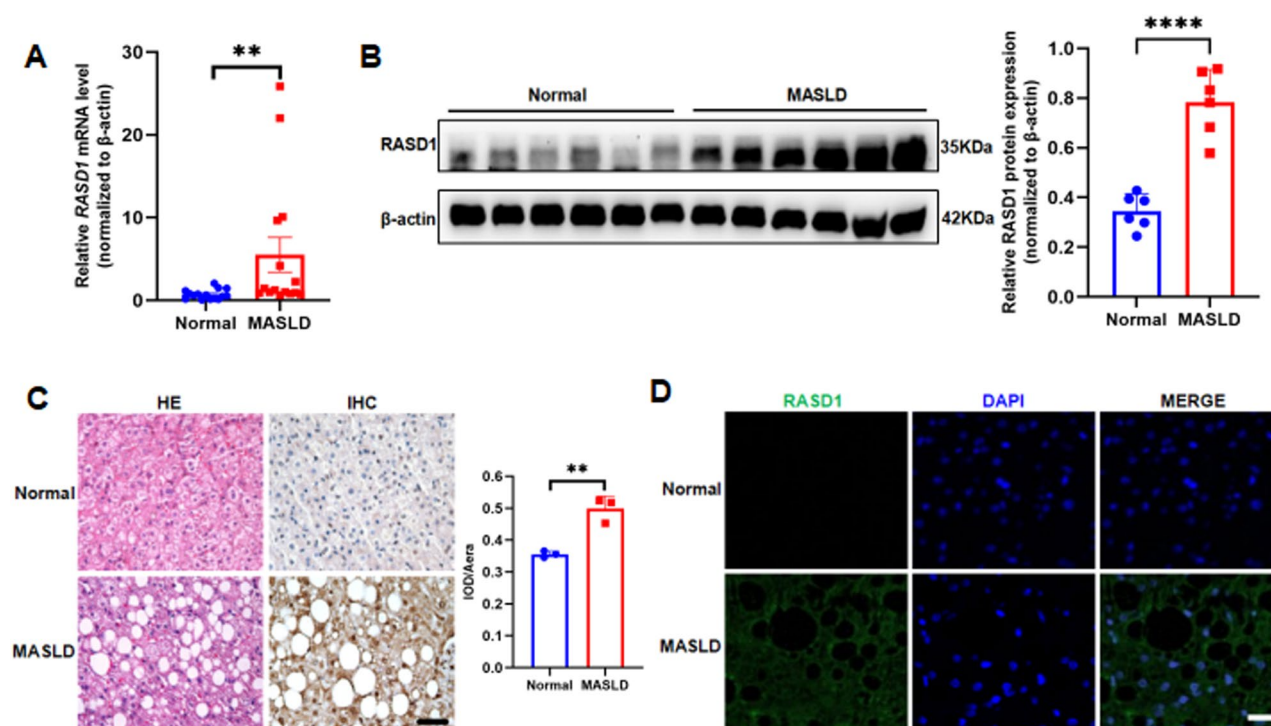 A
Relative RASD1 mRNA level
(normalized to β-actin)
30
20
10
0
**
Normal
MASLD
B
Normal
MASLD
RASD1
35KDa
β-actin
42KDa
Relative RASD1 protein expression
(normalized to β-actin)
1.0
0.8
0.6
0.4
0.2
0.0
****
Normal
MASLD
C
HE
IHC
Normal
MASLD
IOD/Aera
0.6
0.5
0.4
0.3
0.2
0.1
0.0
**
Normal
MASLD
D
RASD1
DAPI
MERGE
Normal
MASLD